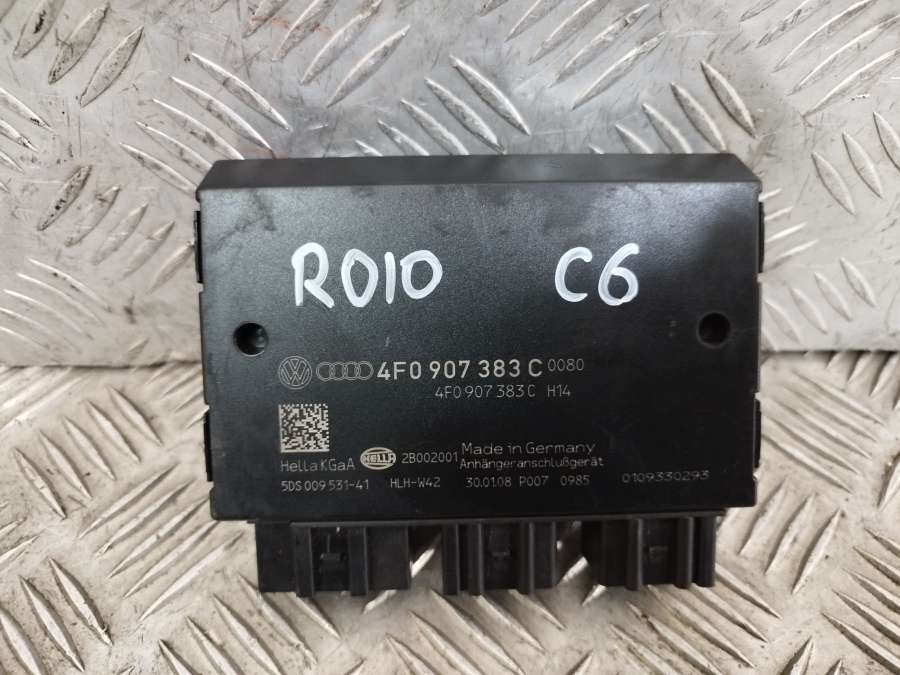 R010 C6
4F0 907 383 C 0080
4F0 907 383 C H14
Hella KGaA HELLA 2B002001 Made in Germany
Anhängeranschlußgerät
5DS 009 531-41 HLH-W42 30.01.08 P007 0985 0109330293